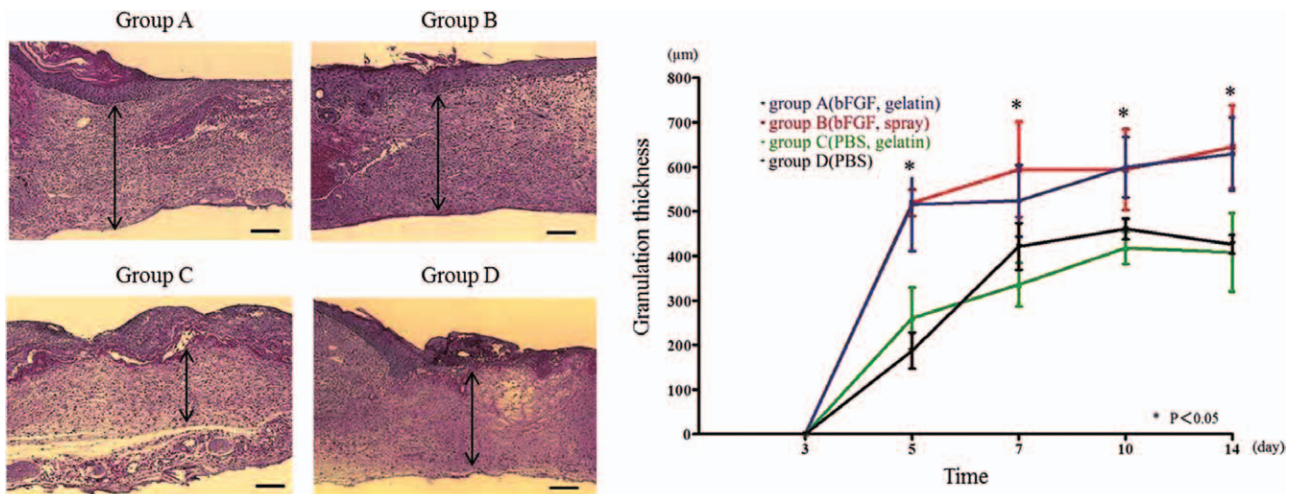 Group A
Group B
Group C
Group D
(μm)
800
700
600
500
400
300
200
100
0
Granulation thickness
group A(bFGF, gelatin)
group B(bFGF, spray)
group C(PBS, gelatin)
group D(PBS)
*
*
*
*
* P<0.05
3 5 7 10 14 (day)
Time